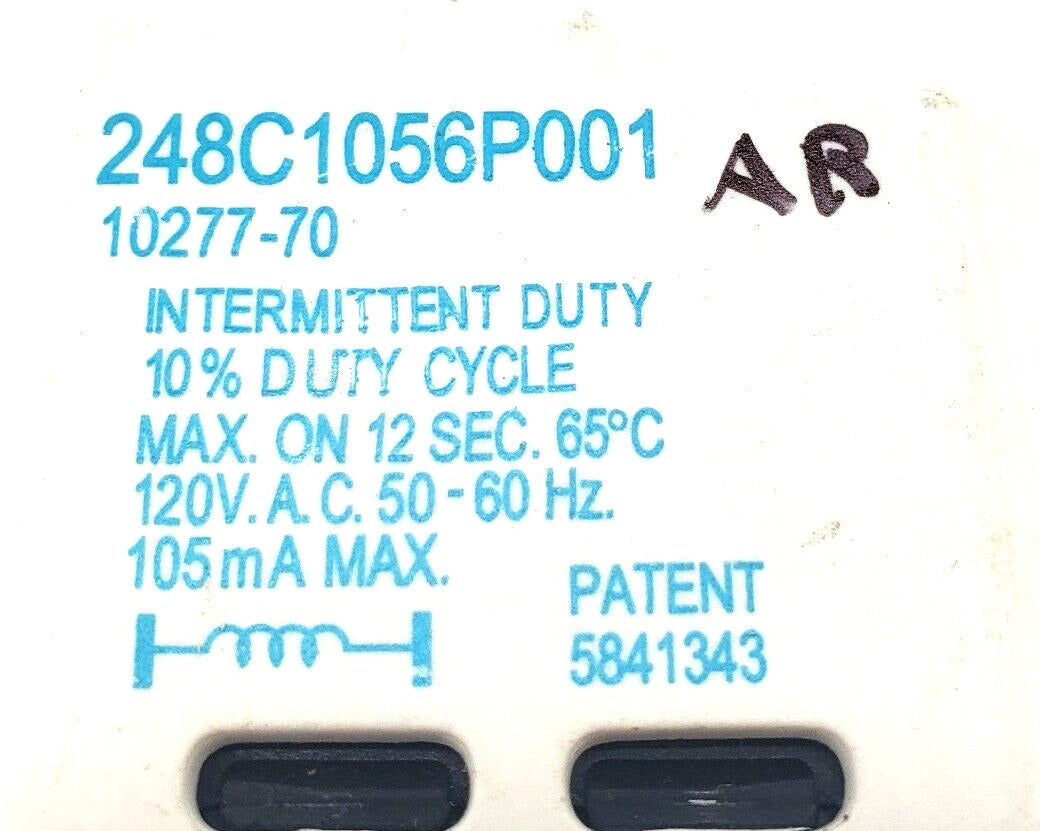 248C1056P001 AR
10277-70
INTERMITTENT DUTY
10% DUTY CYCLE
MAX. ON 12 SEC. 65°C
120V. A.C. 50 - 60 Hz.
105mA MAX.
PATENT
5841343